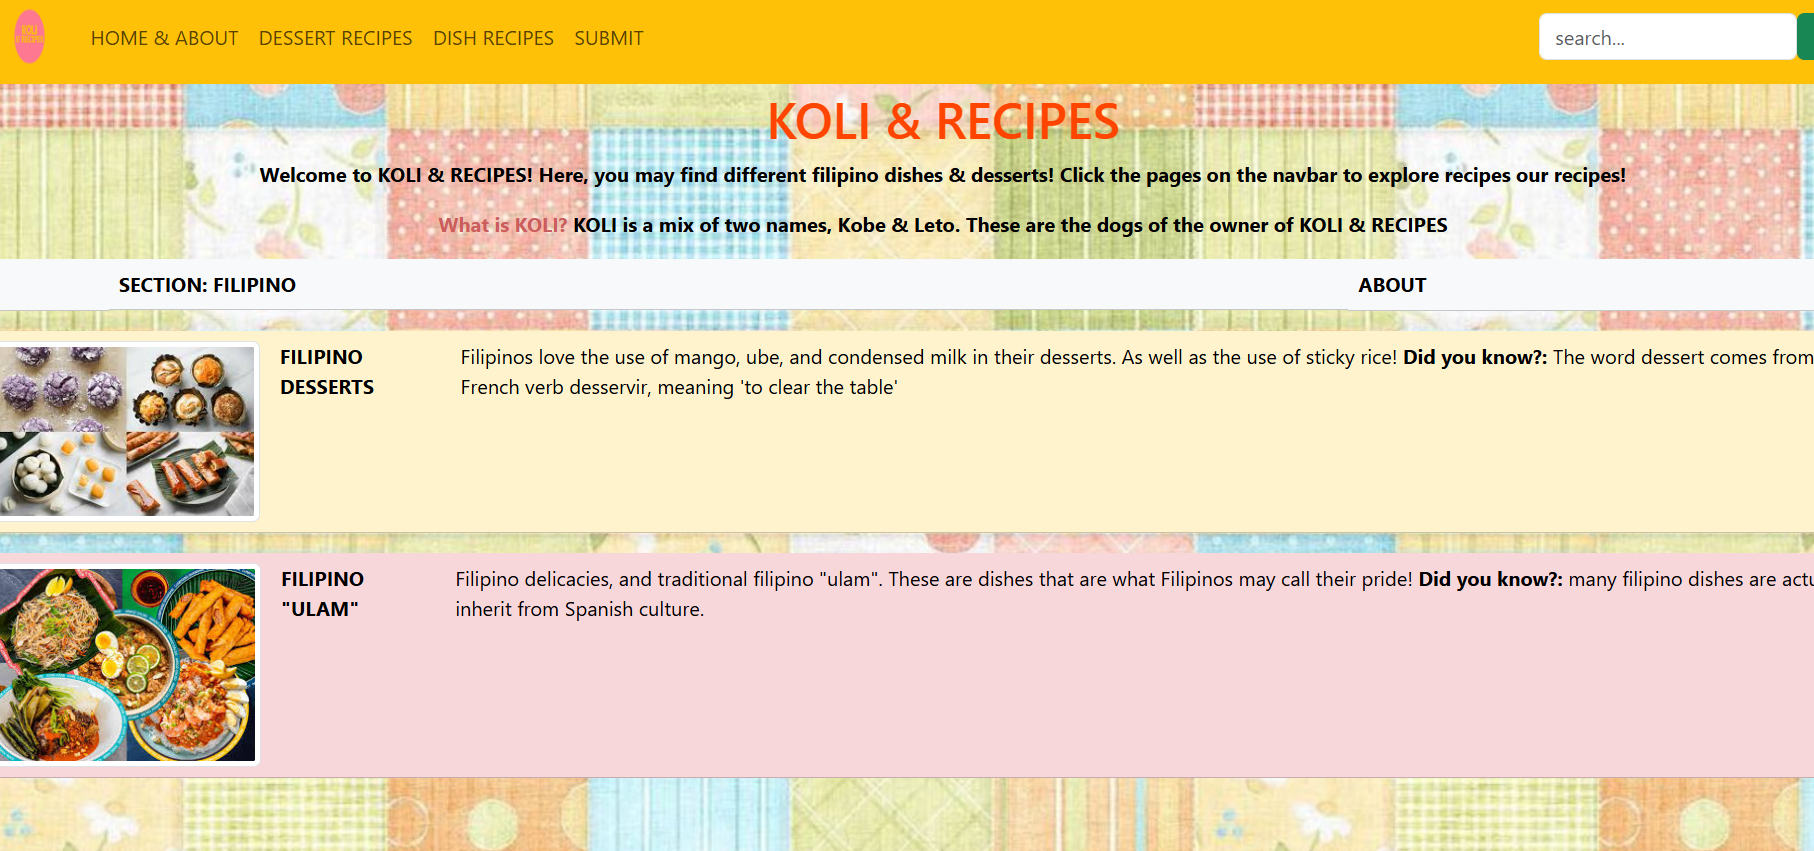 KOLI
& RECIPES
HOME & ABOUT DESSERT RECIPES DISH RECIPES SUBMIT search...
KOLI & RECIPES
Welcome to KOLI & RECIPES! Here, you may find different filipino dishes & desserts! Click the pages on the navbar to explore recipes our recipes!
What is KOLI? KOLI is a mix of two names, Kobe & Leto. These are the dogs of the owner of KOLI & RECIPES
SECTION: FILIPINO ABOUT
FILIPINO DESSERTS
Filipinos love the use of mango, ube, and condensed milk in their desserts. As well as the use of sticky rice! Did you know?: The word dessert comes from
French verb desservir, meaning 'to clear the table'
FILIPINO "ULAM"
Filipino delicacies, and traditional filipino "ulam". These are dishes that are what Filipinos may call their pride! Did you know?: many filipino dishes are actu
inherit from Spanish culture.